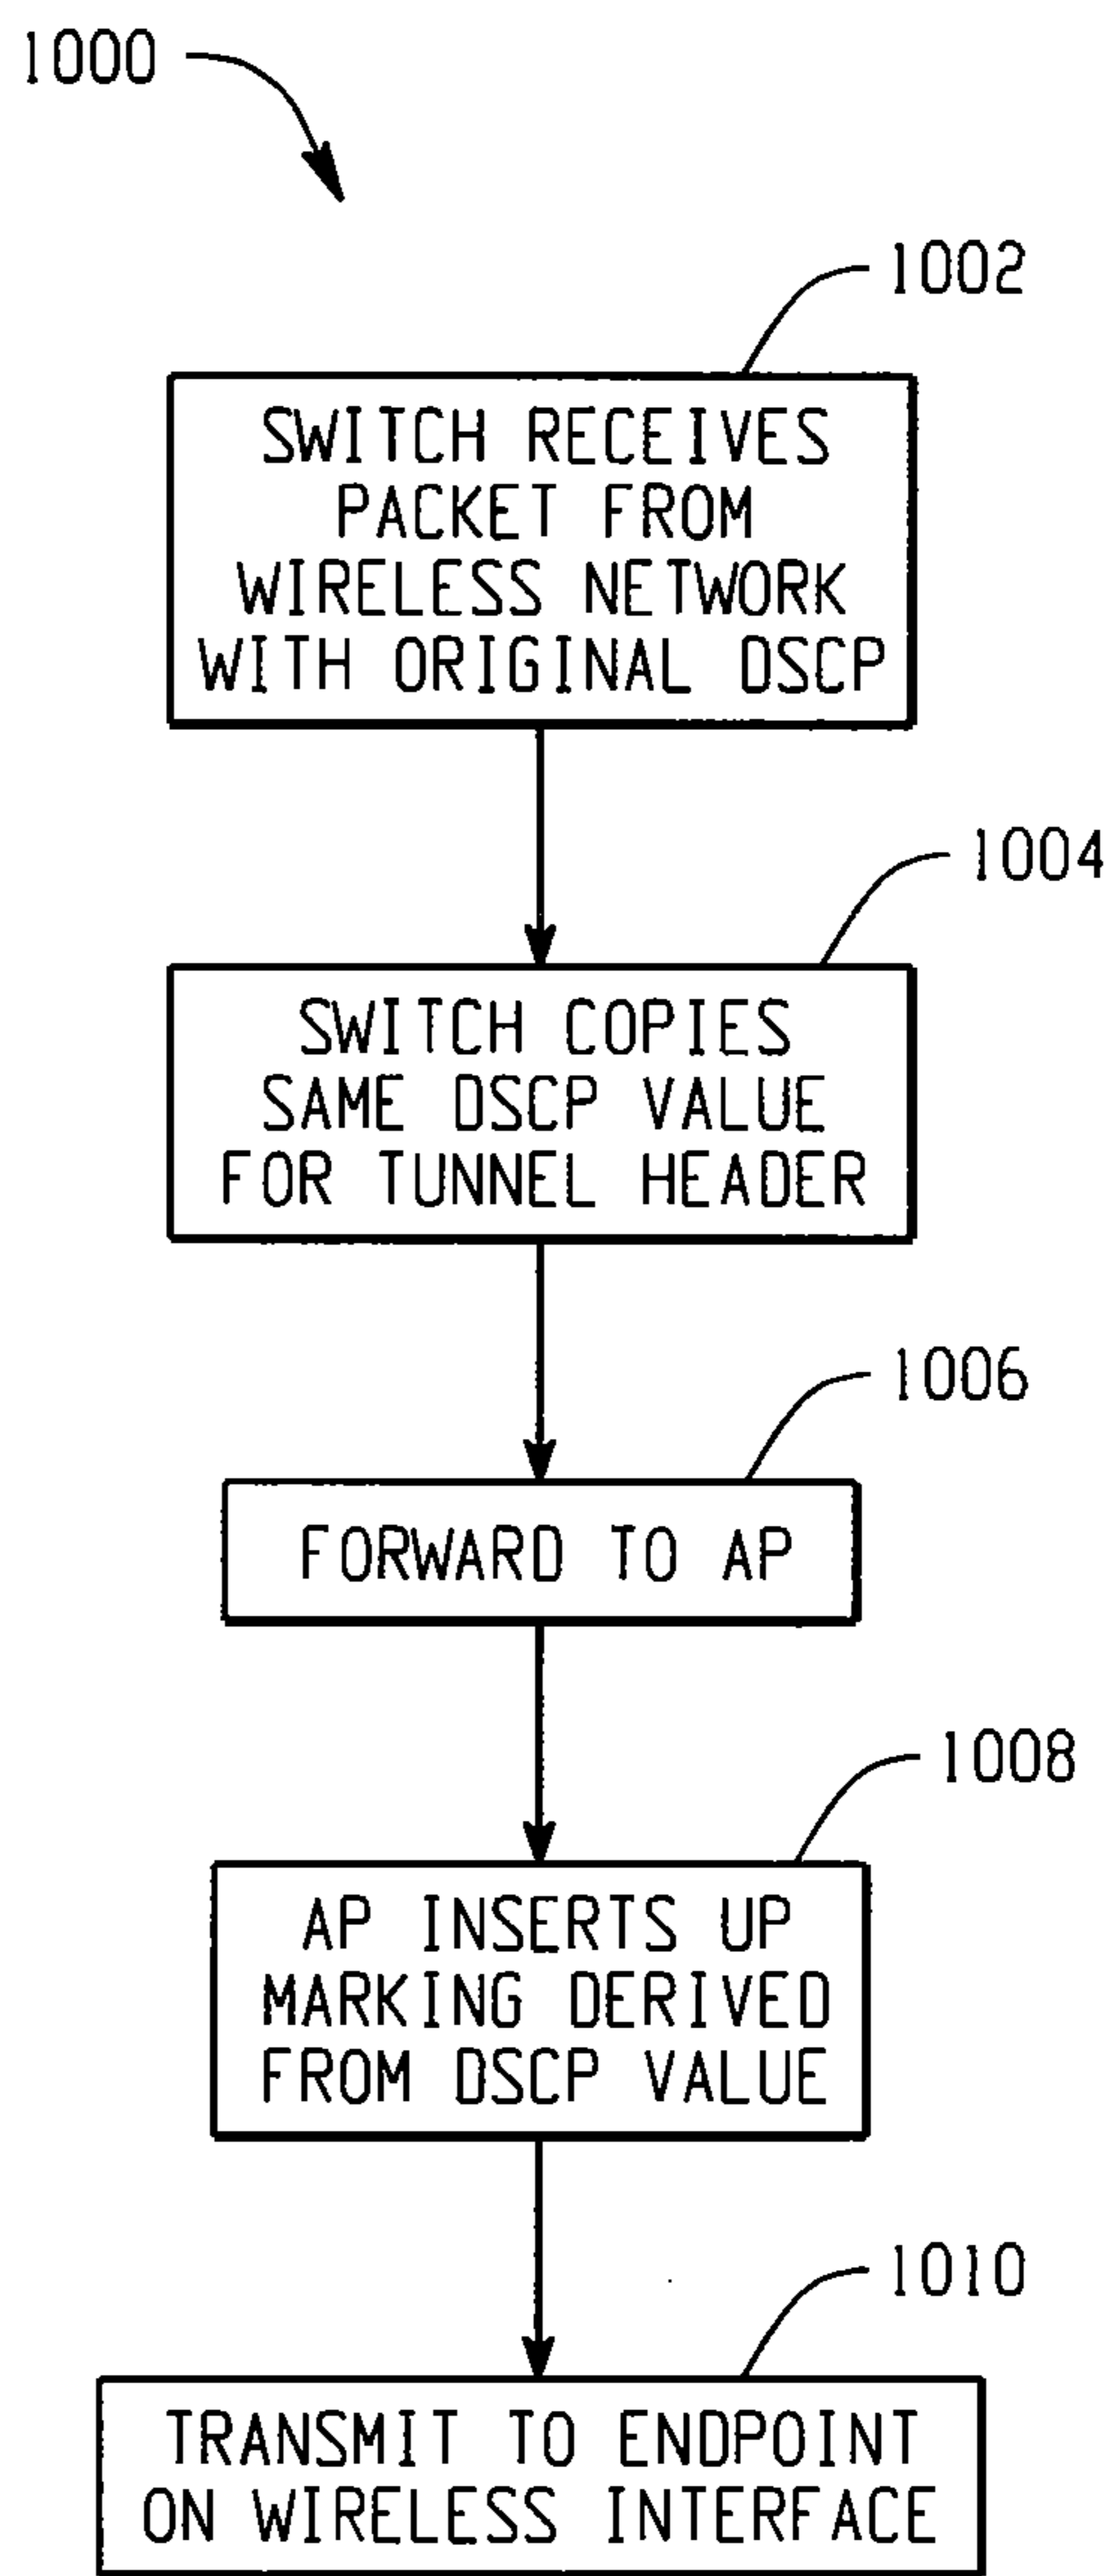 1000
1002
SWITCH RECEIVES
PACKET FROM
WIRELESS NETWORK
WITH ORIGINAL DSCP
1004
SWITCH COPIES
SAME DSCP VALUE
FOR TUNNEL HEADER
1006
FORWARD TO AP
1008
AP INSERTS UP
MARKING DERIVED
FROM DSCP VALUE
1010
TRANSMIT TO ENDPOINT
ON WIRELESS INTERFACE